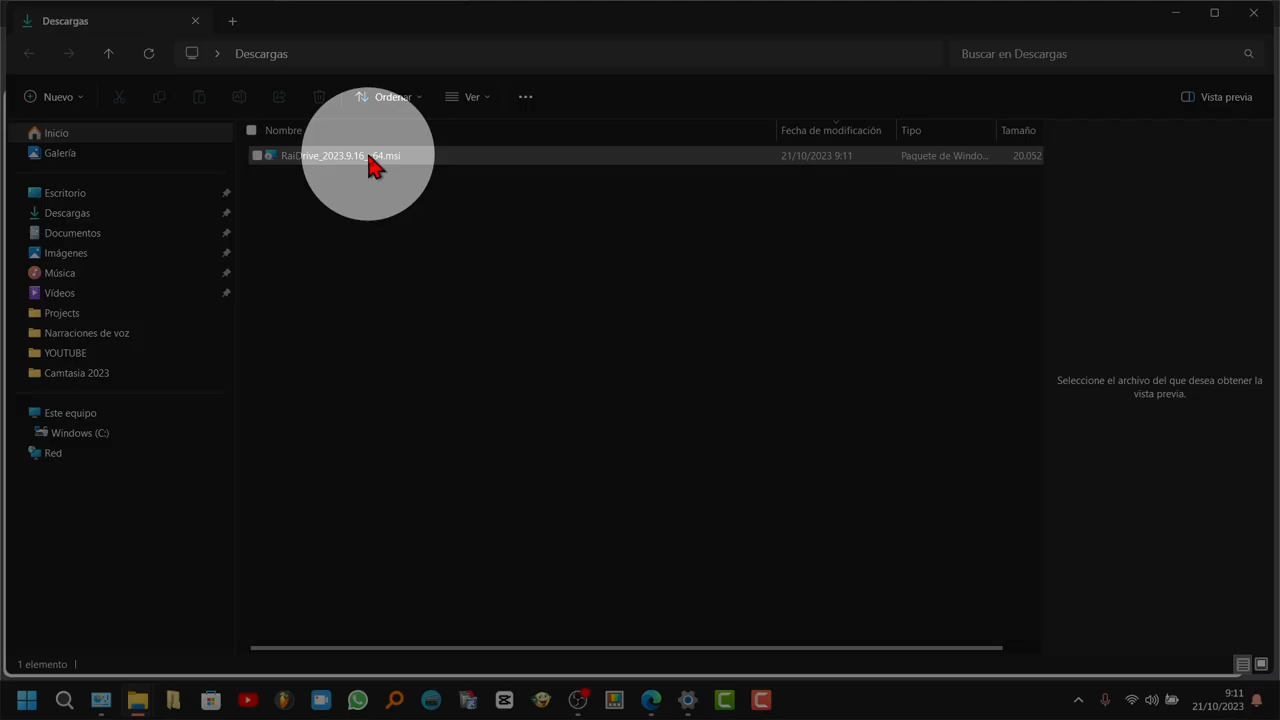 Descargas
Descargas
Buscar en Descargas
Nuevo
Ordenar
Ver
Vista previa
Nombre
Fecha de modificación
Tipo
Tamaño
RaiDrive_2023.9.16_x64.msi
21/10/2023 9:11
Paquete de Windo...
20.052
Inicio
Galería
Escritorio
Descargas
Documentos
Imágenes
Música
Vídeos
Projects
Narraciones de voz
YOUTUBE
Camtasia 2023
Este equipo
Windows (C:)
Red
Seleccione el archivo del que desea obtener la
vista previa.
1 elemento
9:11
21/10/2023